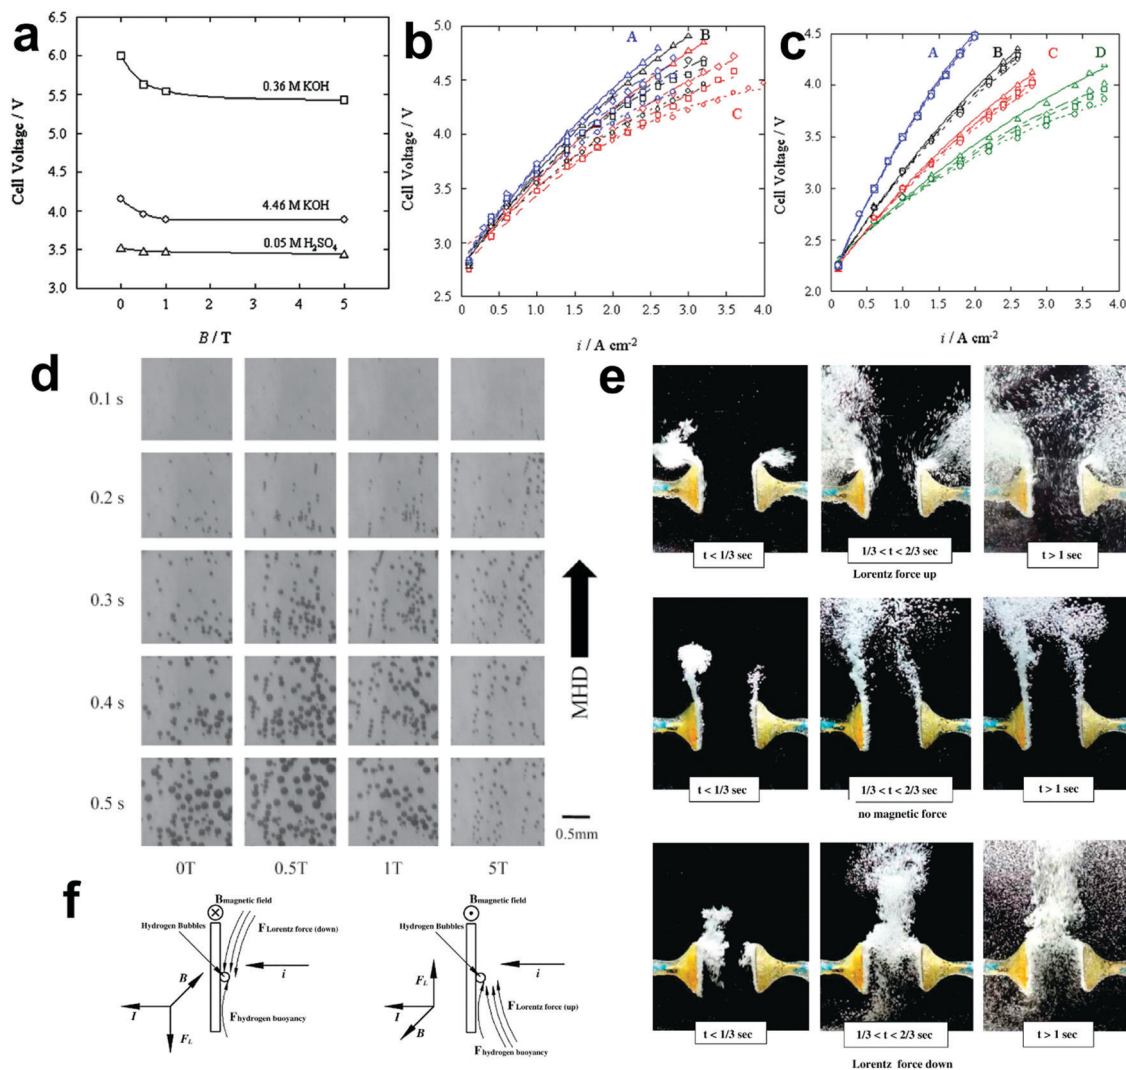 a
6.5
6.0
5.5
5.0
4.5
4.0
3.5
3.0
Cell Voltage / V
0.36 M KOH
4.46 M KOH
0.05 M H₂SO₄
0 1 2 3 4 5
B / T
b
5.0
4.5
4.0
3.5
3.0
2.5
Cell Voltage / V
A
B
C
0.0 0.5 1.0 1.5 2.0 2.5 3.0 3.5 4.0
i / A cm⁻²
c
4.5
4.0
3.5
3.0
2.5
2.0
Cell Voltage / V
A
B
C
D
0.0 0.5 1.0 1.5 2.0 2.5 3.0 3.5 4.0
i / A cm⁻²
d
0.1 s
0.2 s
0.3 s
0.4 s
0.5 s
0T 0.5T 1T 5T
MHD
0.5mm
e
t < 1/3 sec
1/3 < t < 2/3 sec
t > 1 sec
Lorentz force up
t < 1/3 sec
1/3 < t < 2/3 sec
t > 1 sec
no magnetic force
t < 1/3 sec
1/3 < t < 2/3 sec
t > 1 sec
Lorentz force down
f
B magnetic field
Hydrogen Bubbles
F Lorentz force (down)
B
i
I
F_L
F hydrogen buoyancy
B magnetic field
Hydrogen Bubbles
F_L
i
I
B
F Lorentz force (up)
F hydrogen buoyancy